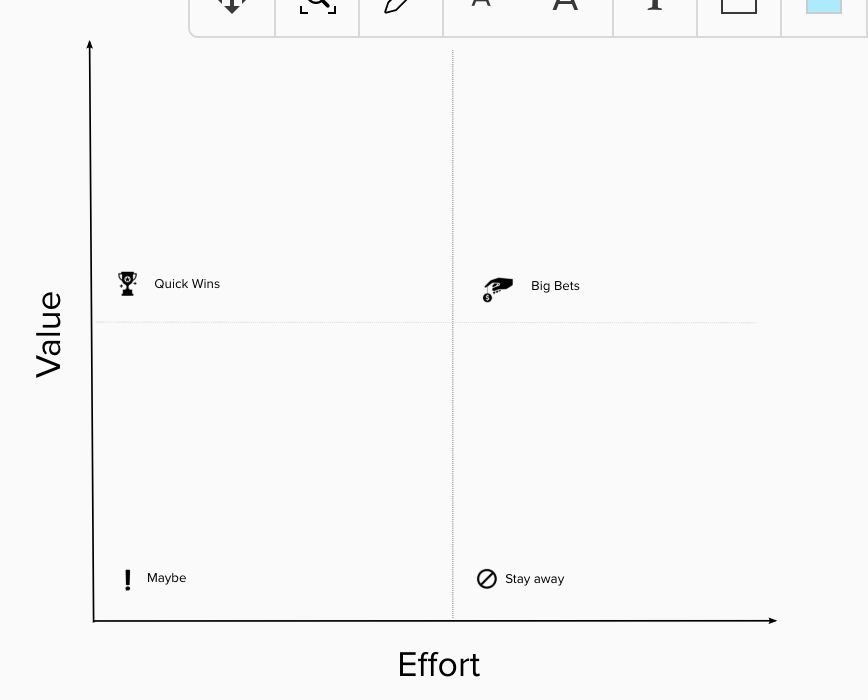 A A T
Value
Quick Wins
Big Bets
Maybe
Stay away
Effort